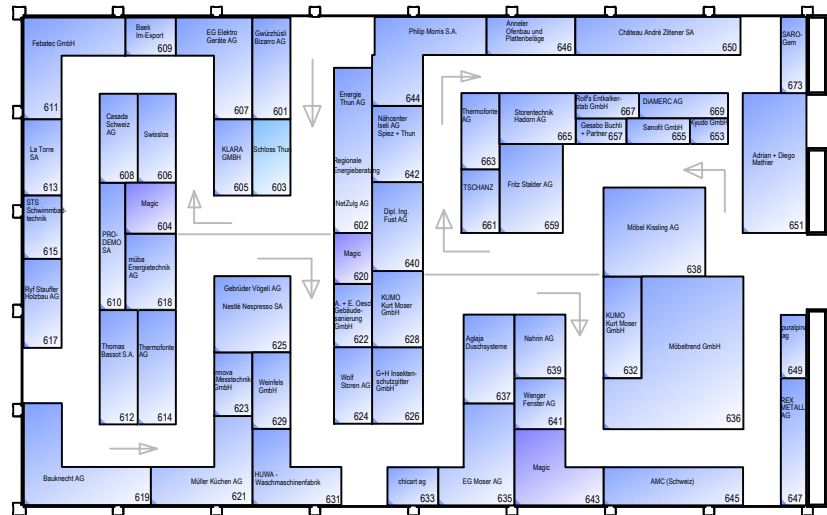 Febatec GmbH
611
Baek
Im-Export
609
EG Elektro
Geräte AG
607
Gwürzhüsli
Bizarro AG
601
Philip Morris S.A.
644
Anneler
Ofenbau und
Plattenbeläge
646
Château André Ziltener SA
650
SARO-
Gem
673
Energie
Thun AG
Regionale
Energieberatung
NetZulg AG
602
Casada
Schweiz
AG
608
Swisslos
606
Nähcenter
Iseli AG
Spiez + Thun
642
Thermofonte
AG
663
Storentechnik
Hadorn AG
665
Rolf's Entkalker-
stab GmbH
667
DiAMERC AG
669
Gesabo Buchli
+ Partner
657
Sanofit GmbH
655
Kyudo GmbH
653
Adrian + Diego
Mathier
651
La Torre
SA
613
KLARA
GMBH
605
Schloss Thun
603
TSCHANZ
661
Fritz Stalder AG
659
STS
Schwimmbad-
technik
615
Magic
604
PRO-
DEMO
SA
610
müba
Energietechnik
AG
618
Dipl. Ing.
Fust AG
640
Möbel Kissling AG
638
Magic
620
Ryf Stauffer
Holzbau AG
617
Gebrüder Vögeli AG
Nestlé Nespresso SA
625
A. + E. Oesch
Gebäude-
sanierung
GmbH
622
KUMO
Kurt Moser
GmbH
628
KUMO
Kurt Moser
GmbH
632
Möbeltrend GmbH
636
puralpina
ag
649
Thomas
Bassot S.A.
612
Thermofonte
AG
614
Innova
Messtechnik
GmbH
623
Weinfels
GmbH
629
Wolf
Storen AG
624
G+H Insekten-
schutzgitter
GmbH
626
Aglaja
Duschsysteme
637
Nahrin AG
639
Wenger
Fenster AG
641
REX
METALL
AG
647
Bauknecht AG
619
Müller Küchen AG
621
HUWA -
Waschmaschinenfabrik
631
chicart ag
633
EG Moser AG
635
Magic
643
AMC (Schweiz)
645